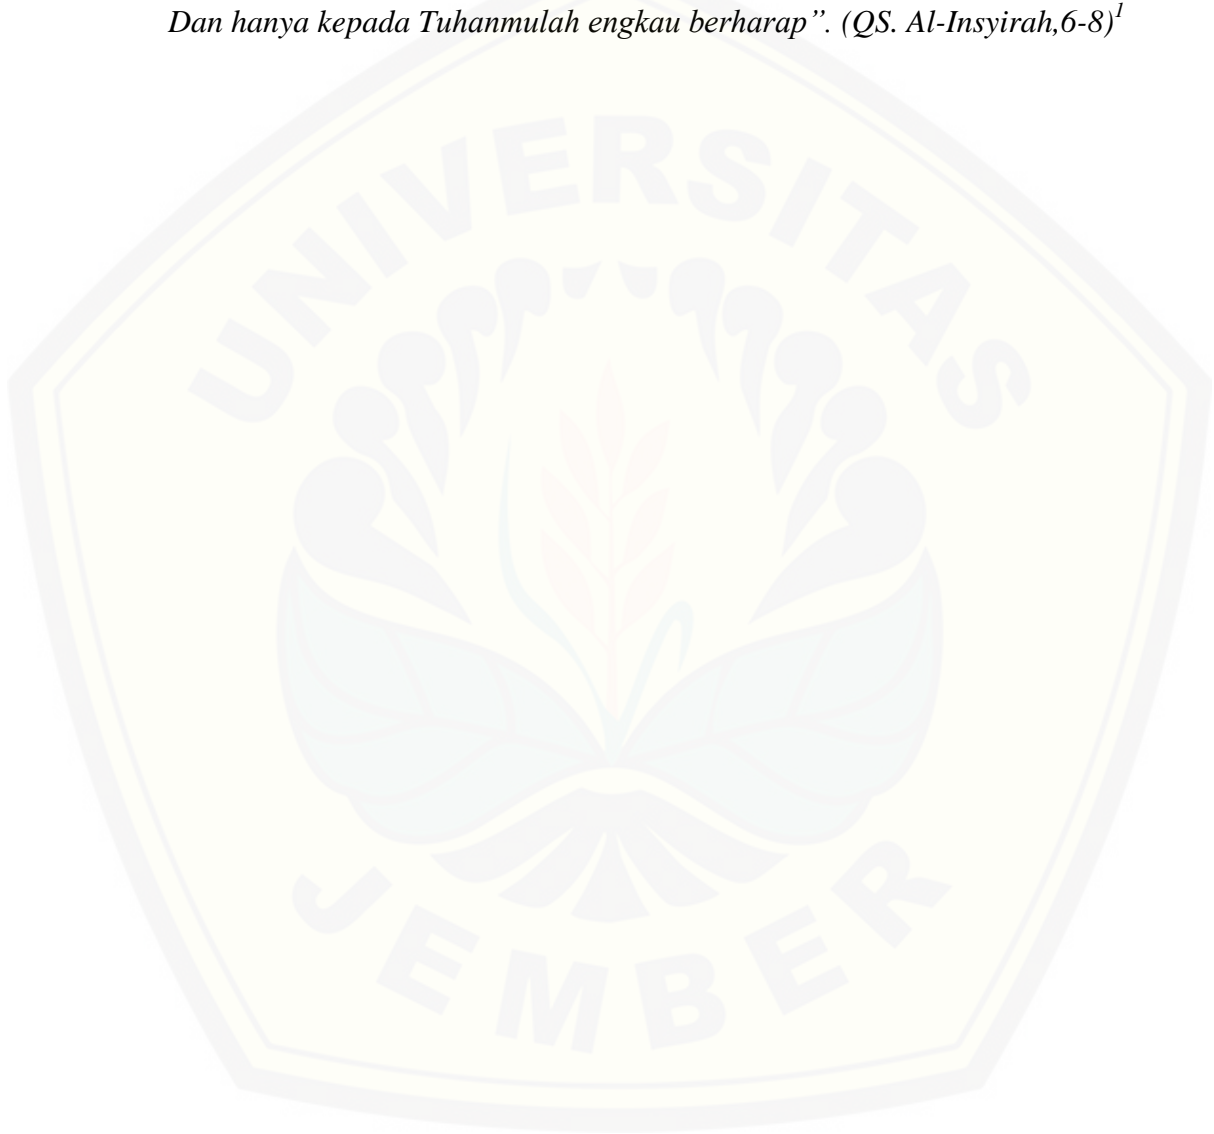 Dan hanya kepada Tuhanmulah engkau berharap”. (QS. Al-Insyirah,6-8)1
UNIVERSITAS
JEMBER